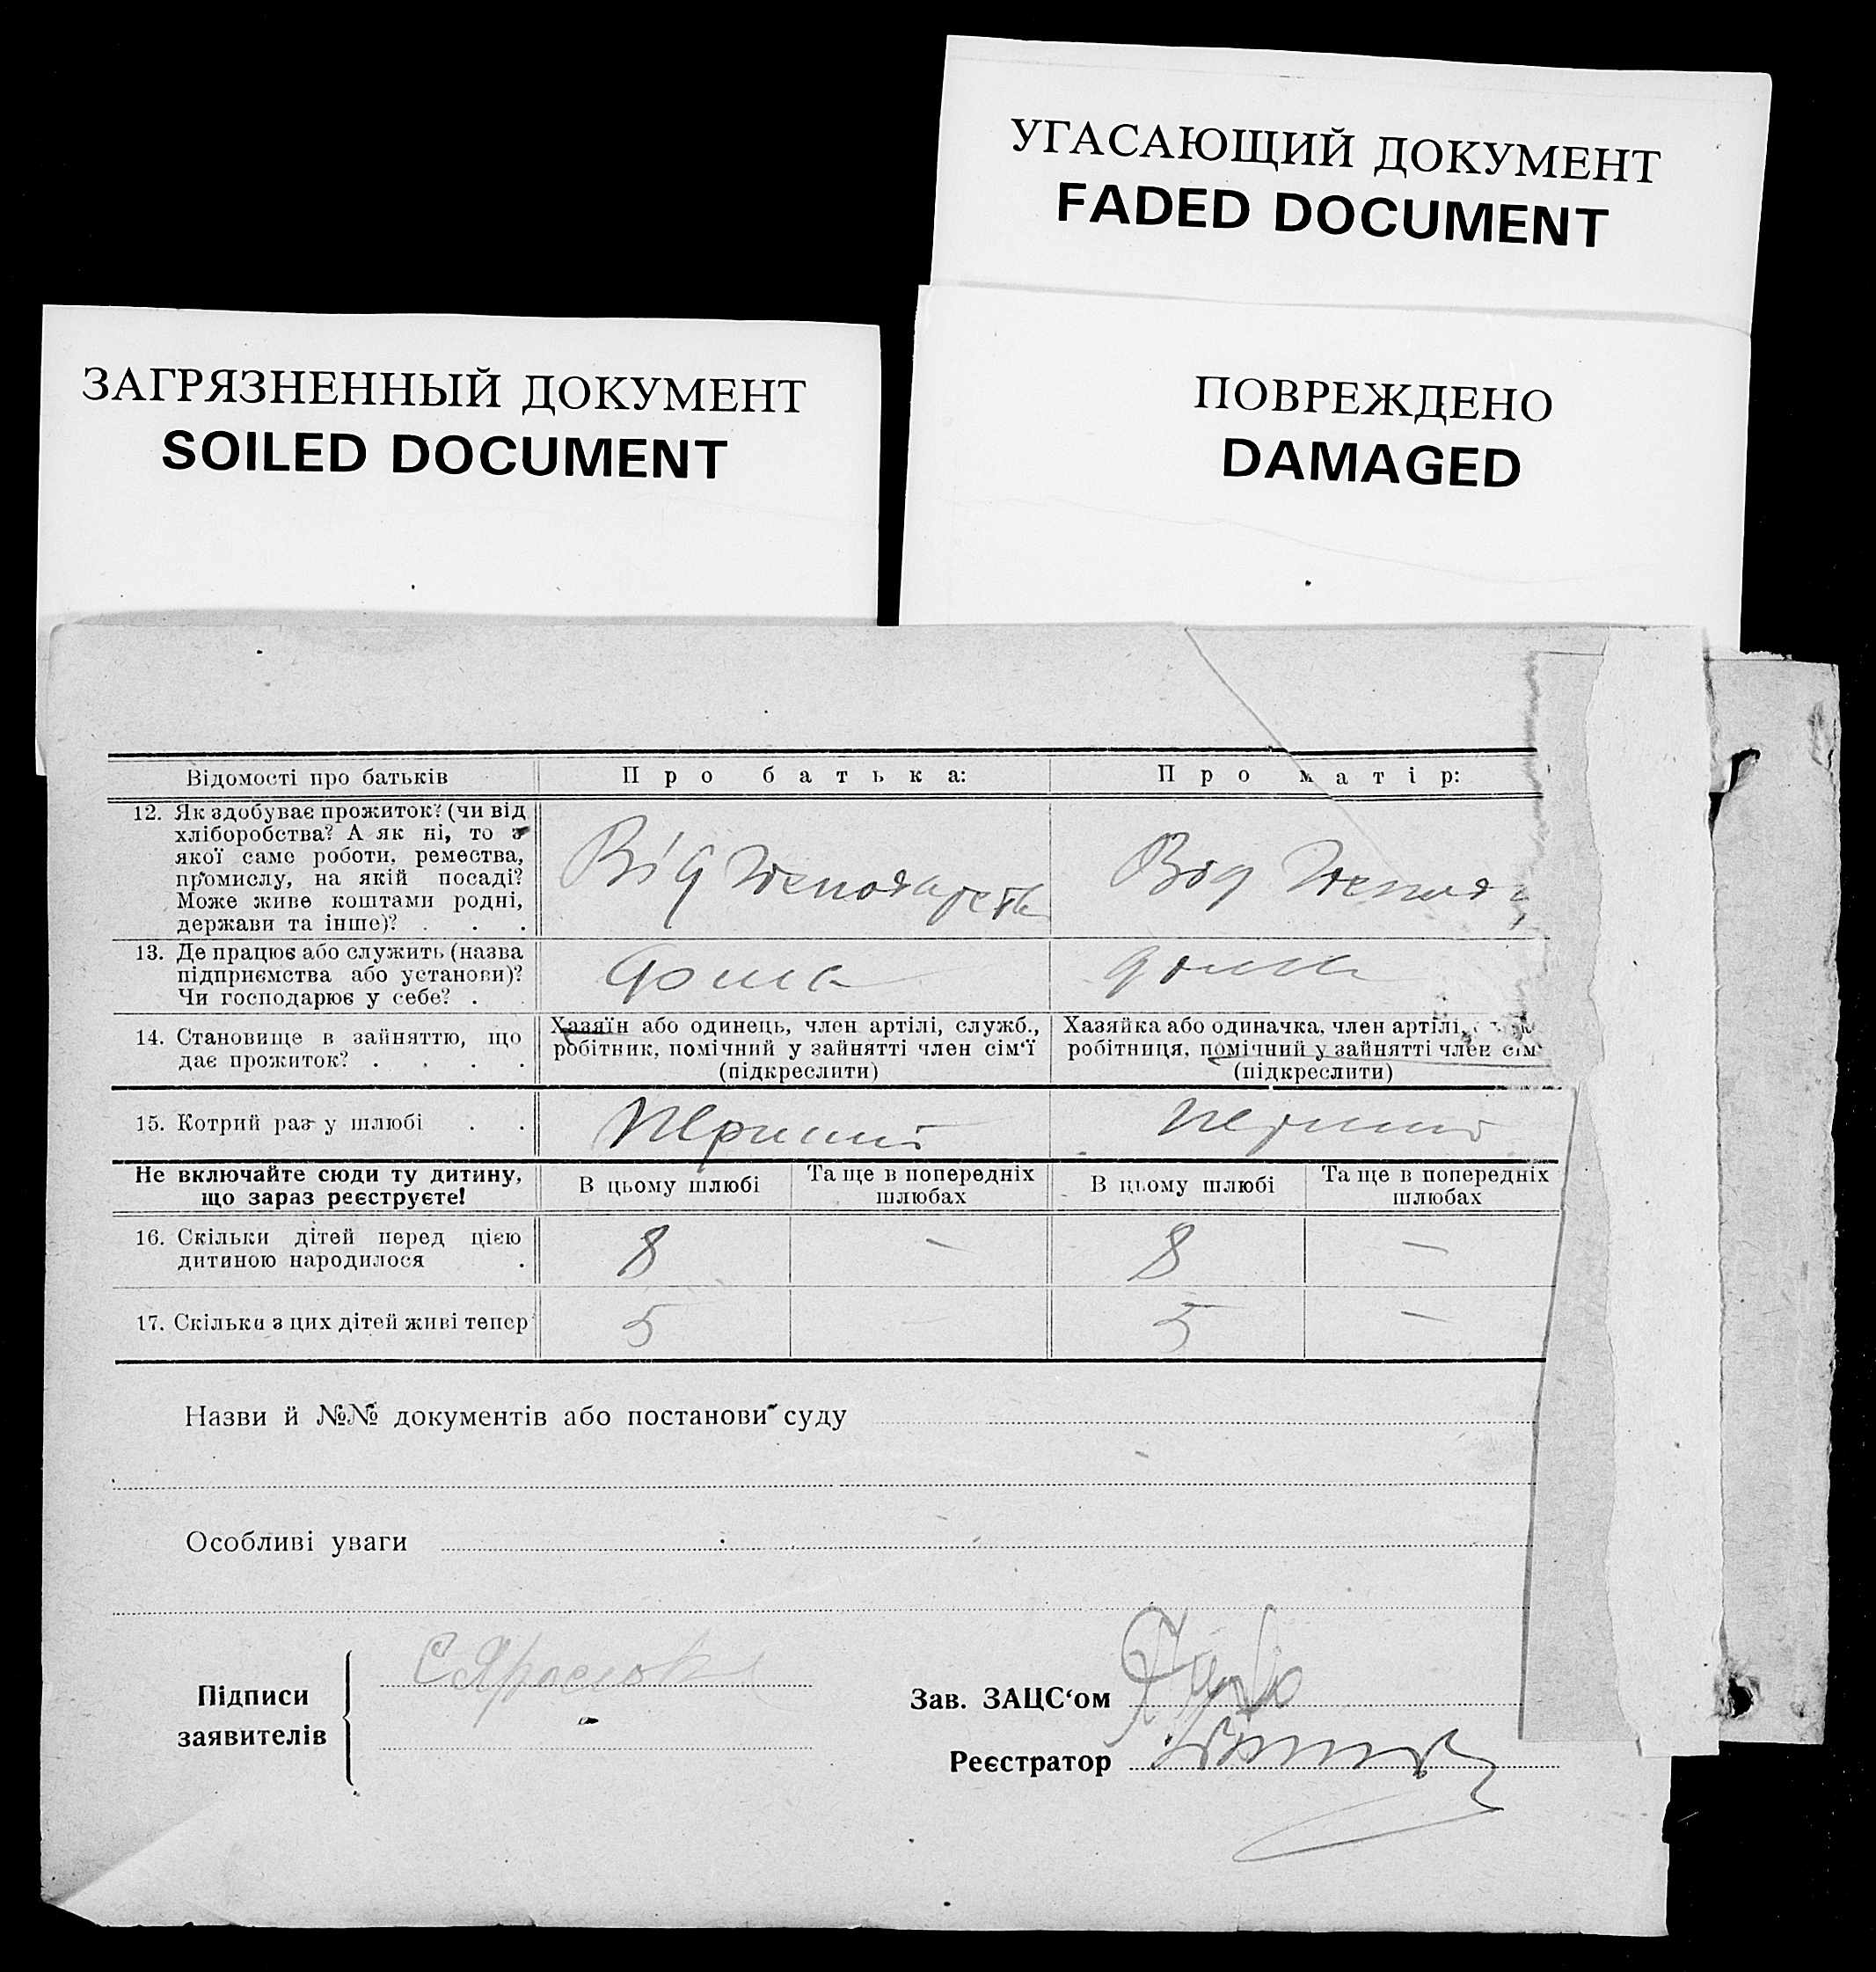 УГАСАЮЩИЙ ДОКУМЕНТ
FADED DOCUMENT
ЗАГРЯЗНЕННЫЙ ДОКУМЕНТ
SOILED DOCUMENT
ПОВРЕЖДЕНО
DAMAGED
Відомості про батьків
Про батька:
Про матір:
12. Як здобуває прожиток? (чи від
хліборобства? А як ні, то з
якої саме роботи, ремества,
промислу, на якій посаді?
Може живе коштами родні,
держави та інше)? . . .
Від
Від
13. Де працює або служить (назва
підприємства або установи)?
Чи господарює у себе? .
дома
дома
14. Становище в зайняттю, що
дає прожиток? . . . .
Хазяїн або одинець, член артілі, служб.,
робітник, помічний у зайнятті член сім'ї
(підкреслити)
Хазяйка або одиначка, член артілі,
робітниця, помічний у зайнятті член сім
(підкреслити)
15. Котрий раз у шлюбі . .
перший
перший
Не включайте сюди ту дитину,
що зараз реєструєте!
В цьому шлюбі
Та ще в попередніх
шлюбах
В цьому шлюбі
Та ще в попередніх
шлюбах
16. Скільки дітей перед цією
дитиною народилося .
8 — 8 —
17. Скільки з цих дітей живі тепер
5 5 —
Назви й №№ документів або постанови суду
Особливі уваги
Підписи
заявителів
Зав. ЗАЦС'ом
Реєстратор